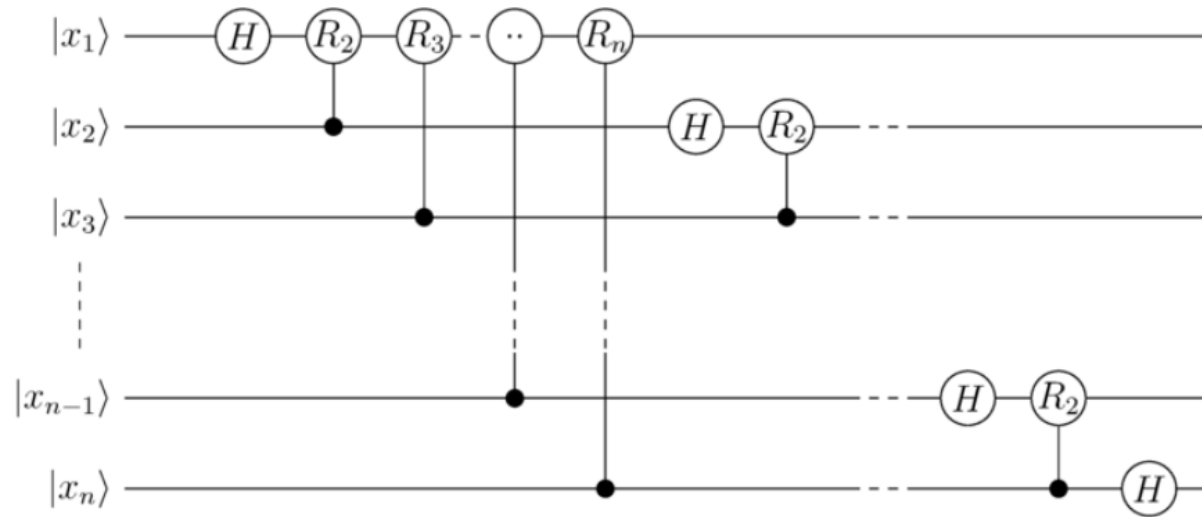 |x₁⟩ H R₂ R₃ ·· Rₙ
|x₂⟩ H R₂
|x₃⟩
|xₙ₋₁⟩ H R₂
|xₙ⟩ H